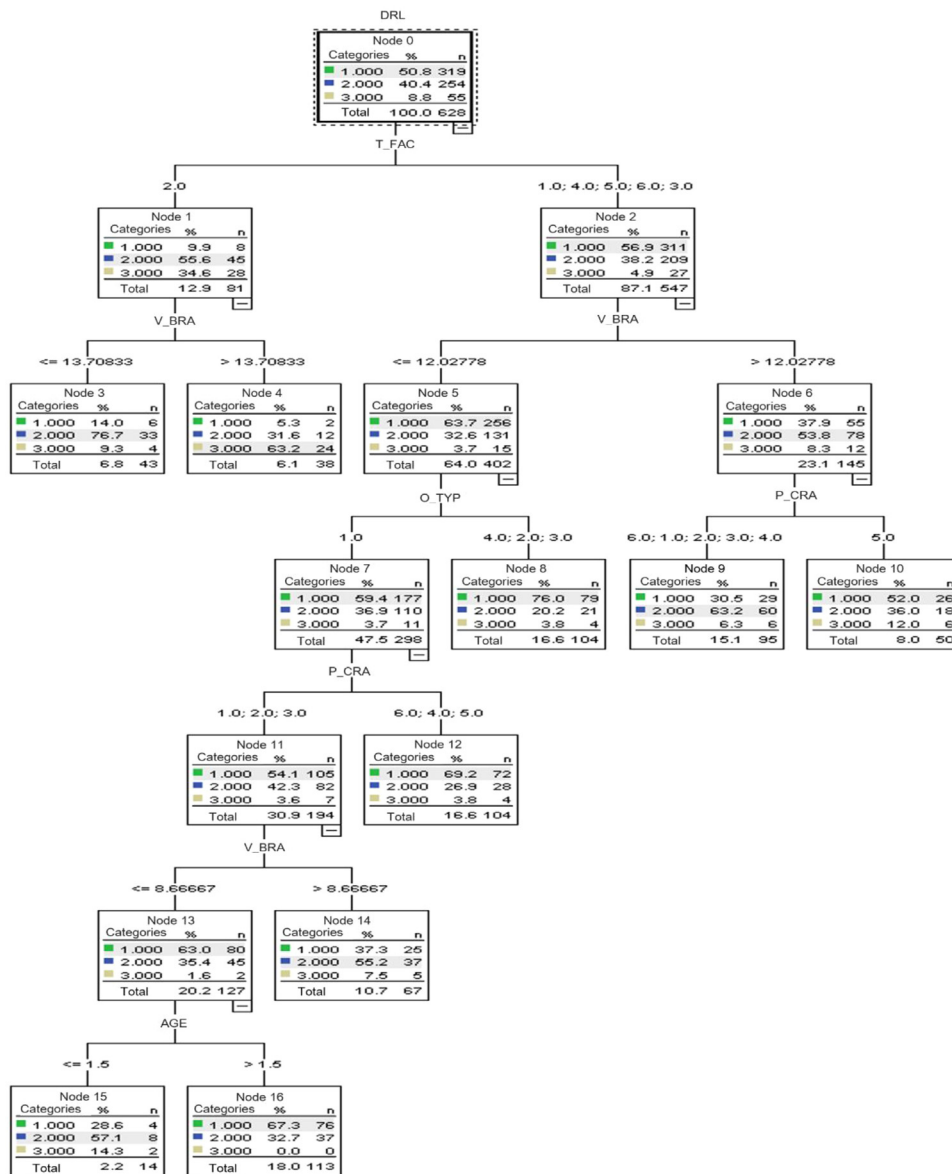 DRL
Node 0
Categories % n
1.000 50.8 319
2.000 40.4 254
3.000 8.8 55
Total 100.0 628
T_FAC
2.0
1.0; 4.0; 5.0; 6.0; 3.0
Node 1
Categories % n
1.000 9.9 8
2.000 55.6 45
3.000 34.6 28
Total 12.9 81
Node 2
Categories % n
1.000 56.9 311
2.000 38.2 209
3.000 4.9 27
Total 87.1 547
V_BRA
V_BRA
<= 13.70833
> 13.70833
<= 12.02778
> 12.02778
Node 3
Categories % n
1.000 14.0 6
2.000 76.7 33
3.000 9.3 4
Total 6.8 43
Node 4
Categories % n
1.000 5.3 2
2.000 31.6 12
3.000 63.2 24
Total 6.1 38
Node 5
Categories % n
1.000 63.7 256
2.000 32.6 131
3.000 3.7 15
Total 64.0 402
Node 6
Categories % n
1.000 37.9 55
2.000 53.8 78
3.000 8.3 12
23.1 145
O_TYP
P_CRA
1.0
4.0; 2.0; 3.0
6.0; 1.0; 2.0; 3.0; 4.0
5.0
Node 7
Categories % n
1.000 59.4 177
2.000 36.9 110
3.000 3.7 11
Total 47.5 298
Node 8
Categories % n
1.000 76.0 79
2.000 20.2 21
3.000 3.8 4
Total 16.6 104
Node 9
Categories % n
1.000 30.5 29
2.000 63.2 60
3.000 6.3 6
Total 15.1 95
Node 10
Categories % n
1.000 52.0 26
2.000 36.0 18
3.000 12.0 6
Total 8.0 50
P_CRA
1.0; 2.0; 3.0
6.0; 4.0; 5.0
Node 11
Categories % n
1.000 54.1 105
2.000 42.3 82
3.000 3.6 7
Total 30.9 194
Node 12
Categories % n
1.000 69.2 72
2.000 26.9 28
3.000 3.8 4
Total 16.6 104
V_BRA
<= 8.66667
> 8.66667
Node 13
Categories % n
1.000 63.0 80
2.000 35.4 45
3.000 1.6 2
Total 20.2 127
Node 14
Categories % n
1.000 37.3 25
2.000 55.2 37
3.000 7.5 5
Total 10.7 67
AGE
<= 1.5
> 1.5
Node 15
Categories % n
1.000 28.6 4
2.000 57.1 8
3.000 14.3 2
Total 2.2 14
Node 16
Categories % n
1.000 67.3 76
2.000 32.7 37
3.000 0.0 0
Total 18.0 113